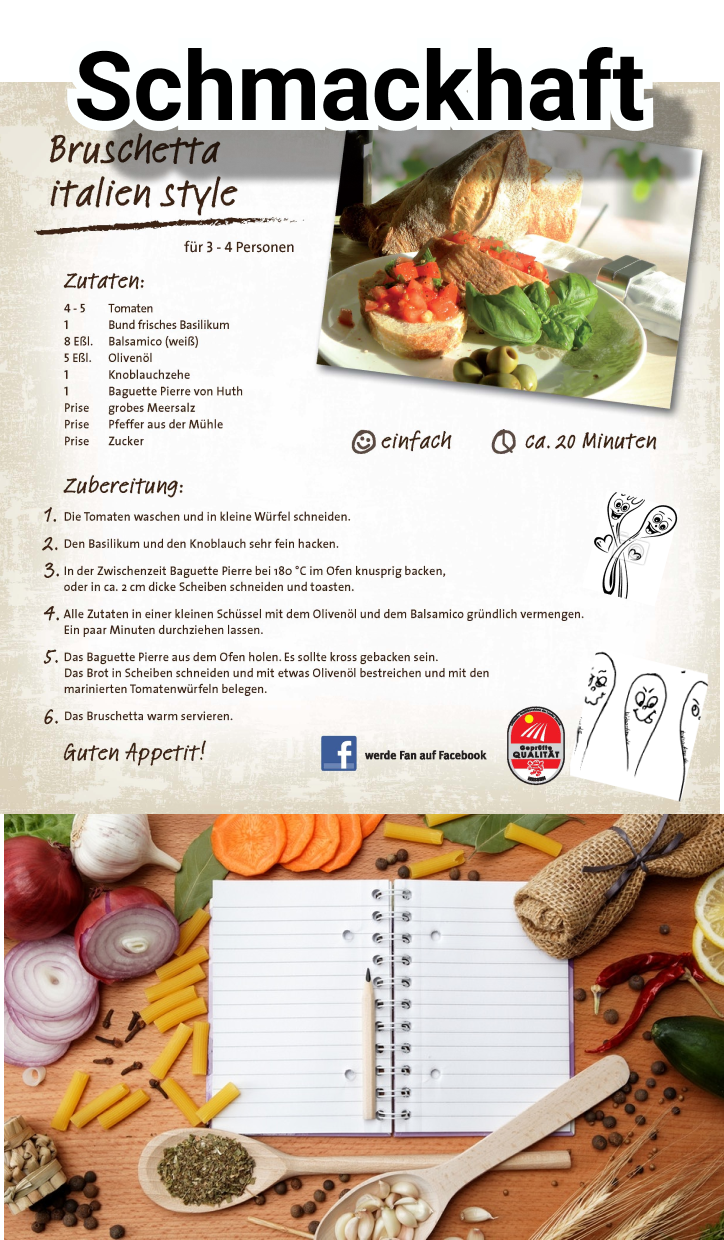 Schmackhaft
Bruschetta
italien style
für 3 - 4 Personen
Zutaten:
4 - 5 Tomaten
1 Bund frisches Basilikum
8 Eßl. Balsamico (weiß)
5 Eßl. Olivenöl
1 Knoblauchzehe
1 Baguette Pierre von Huth
Prise grobes Meersalz
Prise Pfeffer aus der Mühle
Prise Zucker
einfach ca. 20 Minuten
Zubereitung:
1. Die Tomaten waschen und in kleine Würfel schneiden.
2. Den Basilikum und den Knoblauch sehr fein hacken.
3. In der Zwischenzeit Baguette Pierre bei 180 °C im Ofen knusprig backen,
oder in ca. 2 cm dicke Scheiben schneiden und toasten.
4. Alle Zutaten in einer kleinen Schüssel mit dem Olivenöl und dem Balsamico gründlich vermengen.
Ein paar Minuten durchziehen lassen.
5. Das Baguette Pierre aus dem Ofen holen. Es sollte kross gebacken sein.
Das Brot in Scheiben schneiden und mit etwas Olivenöl bestreichen und mit den
marinierten Tomatenwürfeln belegen.
6. Das Bruschetta warm servieren.
Guten Appetit!
f werde Fan auf Facebook
Geprüfte
QUALITÄT
HESSEN